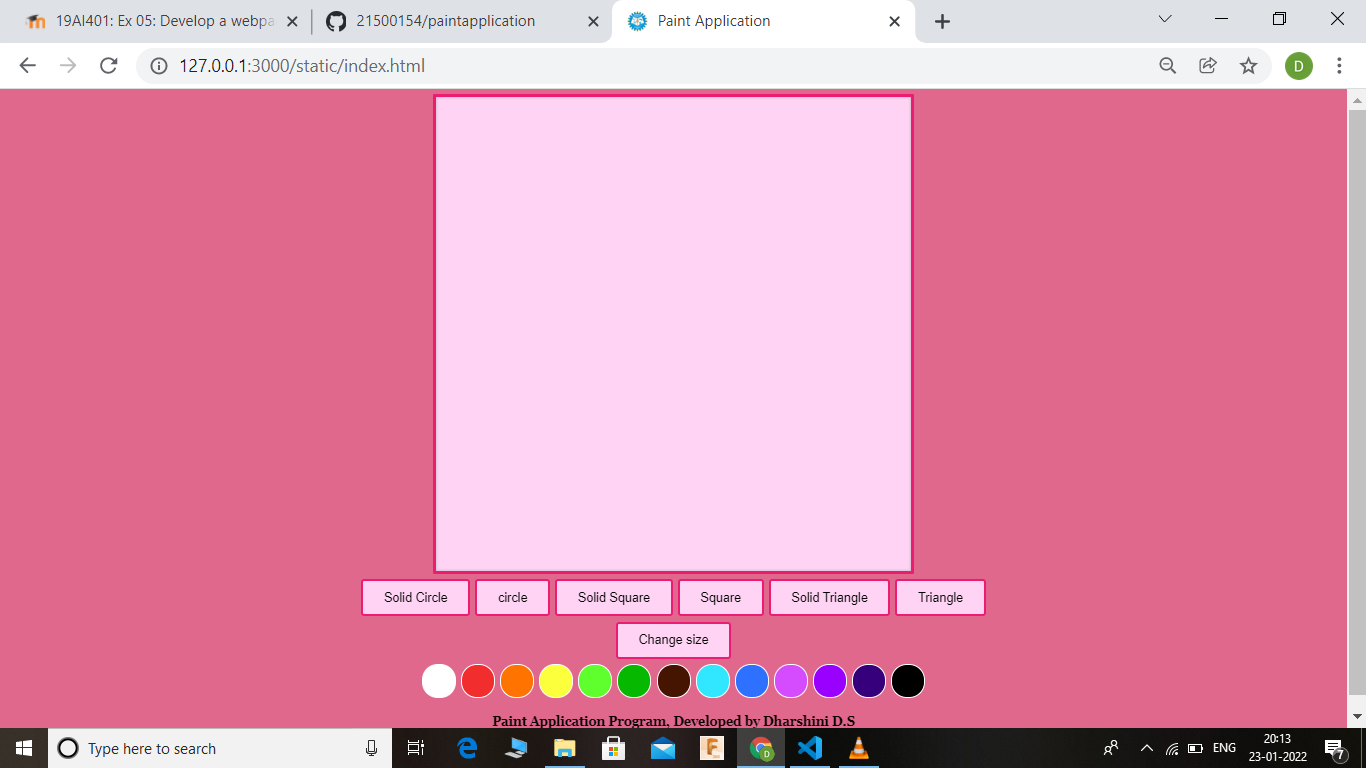 19AI401: Ex 05: Develop a webpa
21500154/paintapplication
Paint Application
127.0.0.1:3000/static/index.html
D
Solid Circle
circle
Solid Square
Square
Solid Triangle
Triangle
Change size
Paint Application Program, Developed by Dharshini D.S
Type here to search
F
D
ENG
20:13
23-01-2022
7